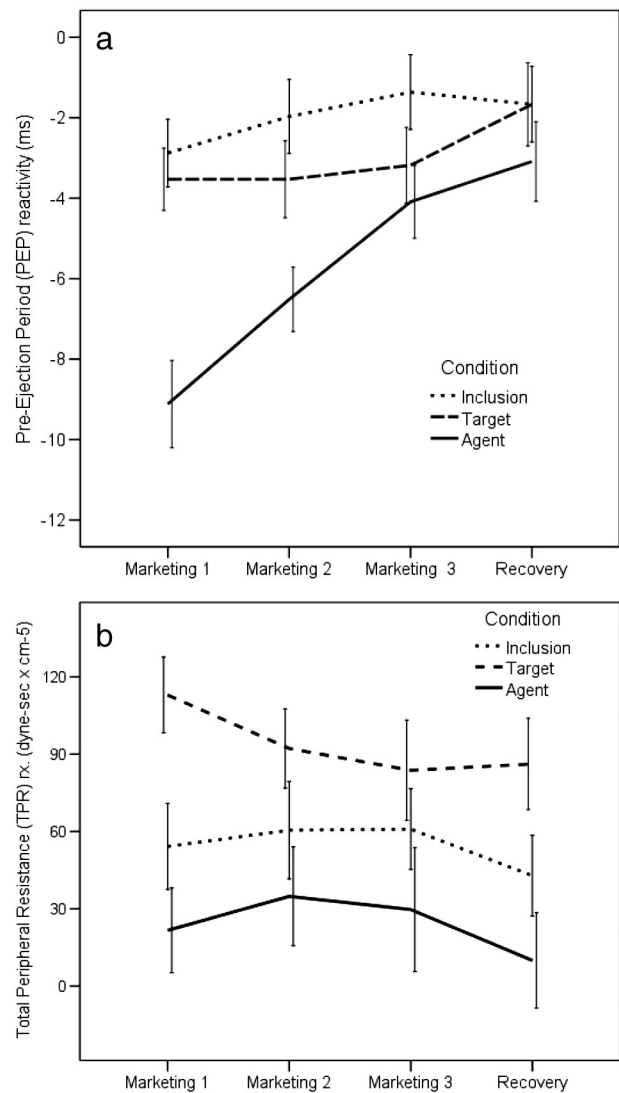 a
0
-2
-4
-6
-8
-10
-12
Pre-Ejection Period (PEP) reactivity (ms)
Condition
Inclusion
Target
Agent
Marketing 1 Marketing 2 Marketing 3 Recovery
b
120
90
60
30
0
Total Peripheral Resistance (TPR) rx. (dyne-sec x cm-5)
Condition
Inclusion
Target
Agent
Marketing 1 Marketing 2 Marketing 3 Recovery